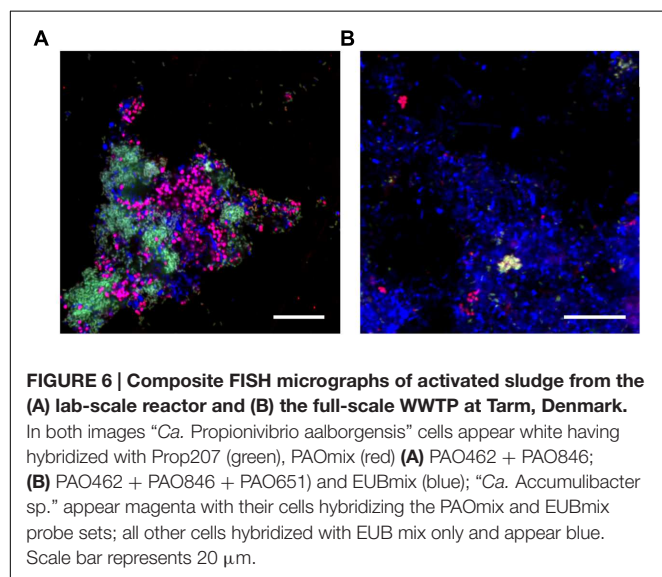 A
B
FIGURE 6 | Composite FISH micrographs of activated sludge from the
(A) lab-scale reactor and (B) the full-scale WWTP at Tarm, Denmark.
In both images “Ca. Propionivibrio aalborgensis” cells appear white having
hybridized with Prop207 (green), PAOmix (red) (A) PAO462 + PAO846;
(B) PAO462 + PAO846 + PAO651) and EUBmix (blue); “Ca. Accumulibacter
sp.” appear magenta with their cells hybridizing the PAOmix and EUBmix
probe sets; all other cells hybridized with EUB mix only and appear blue.
Scale bar represents 20 μm.